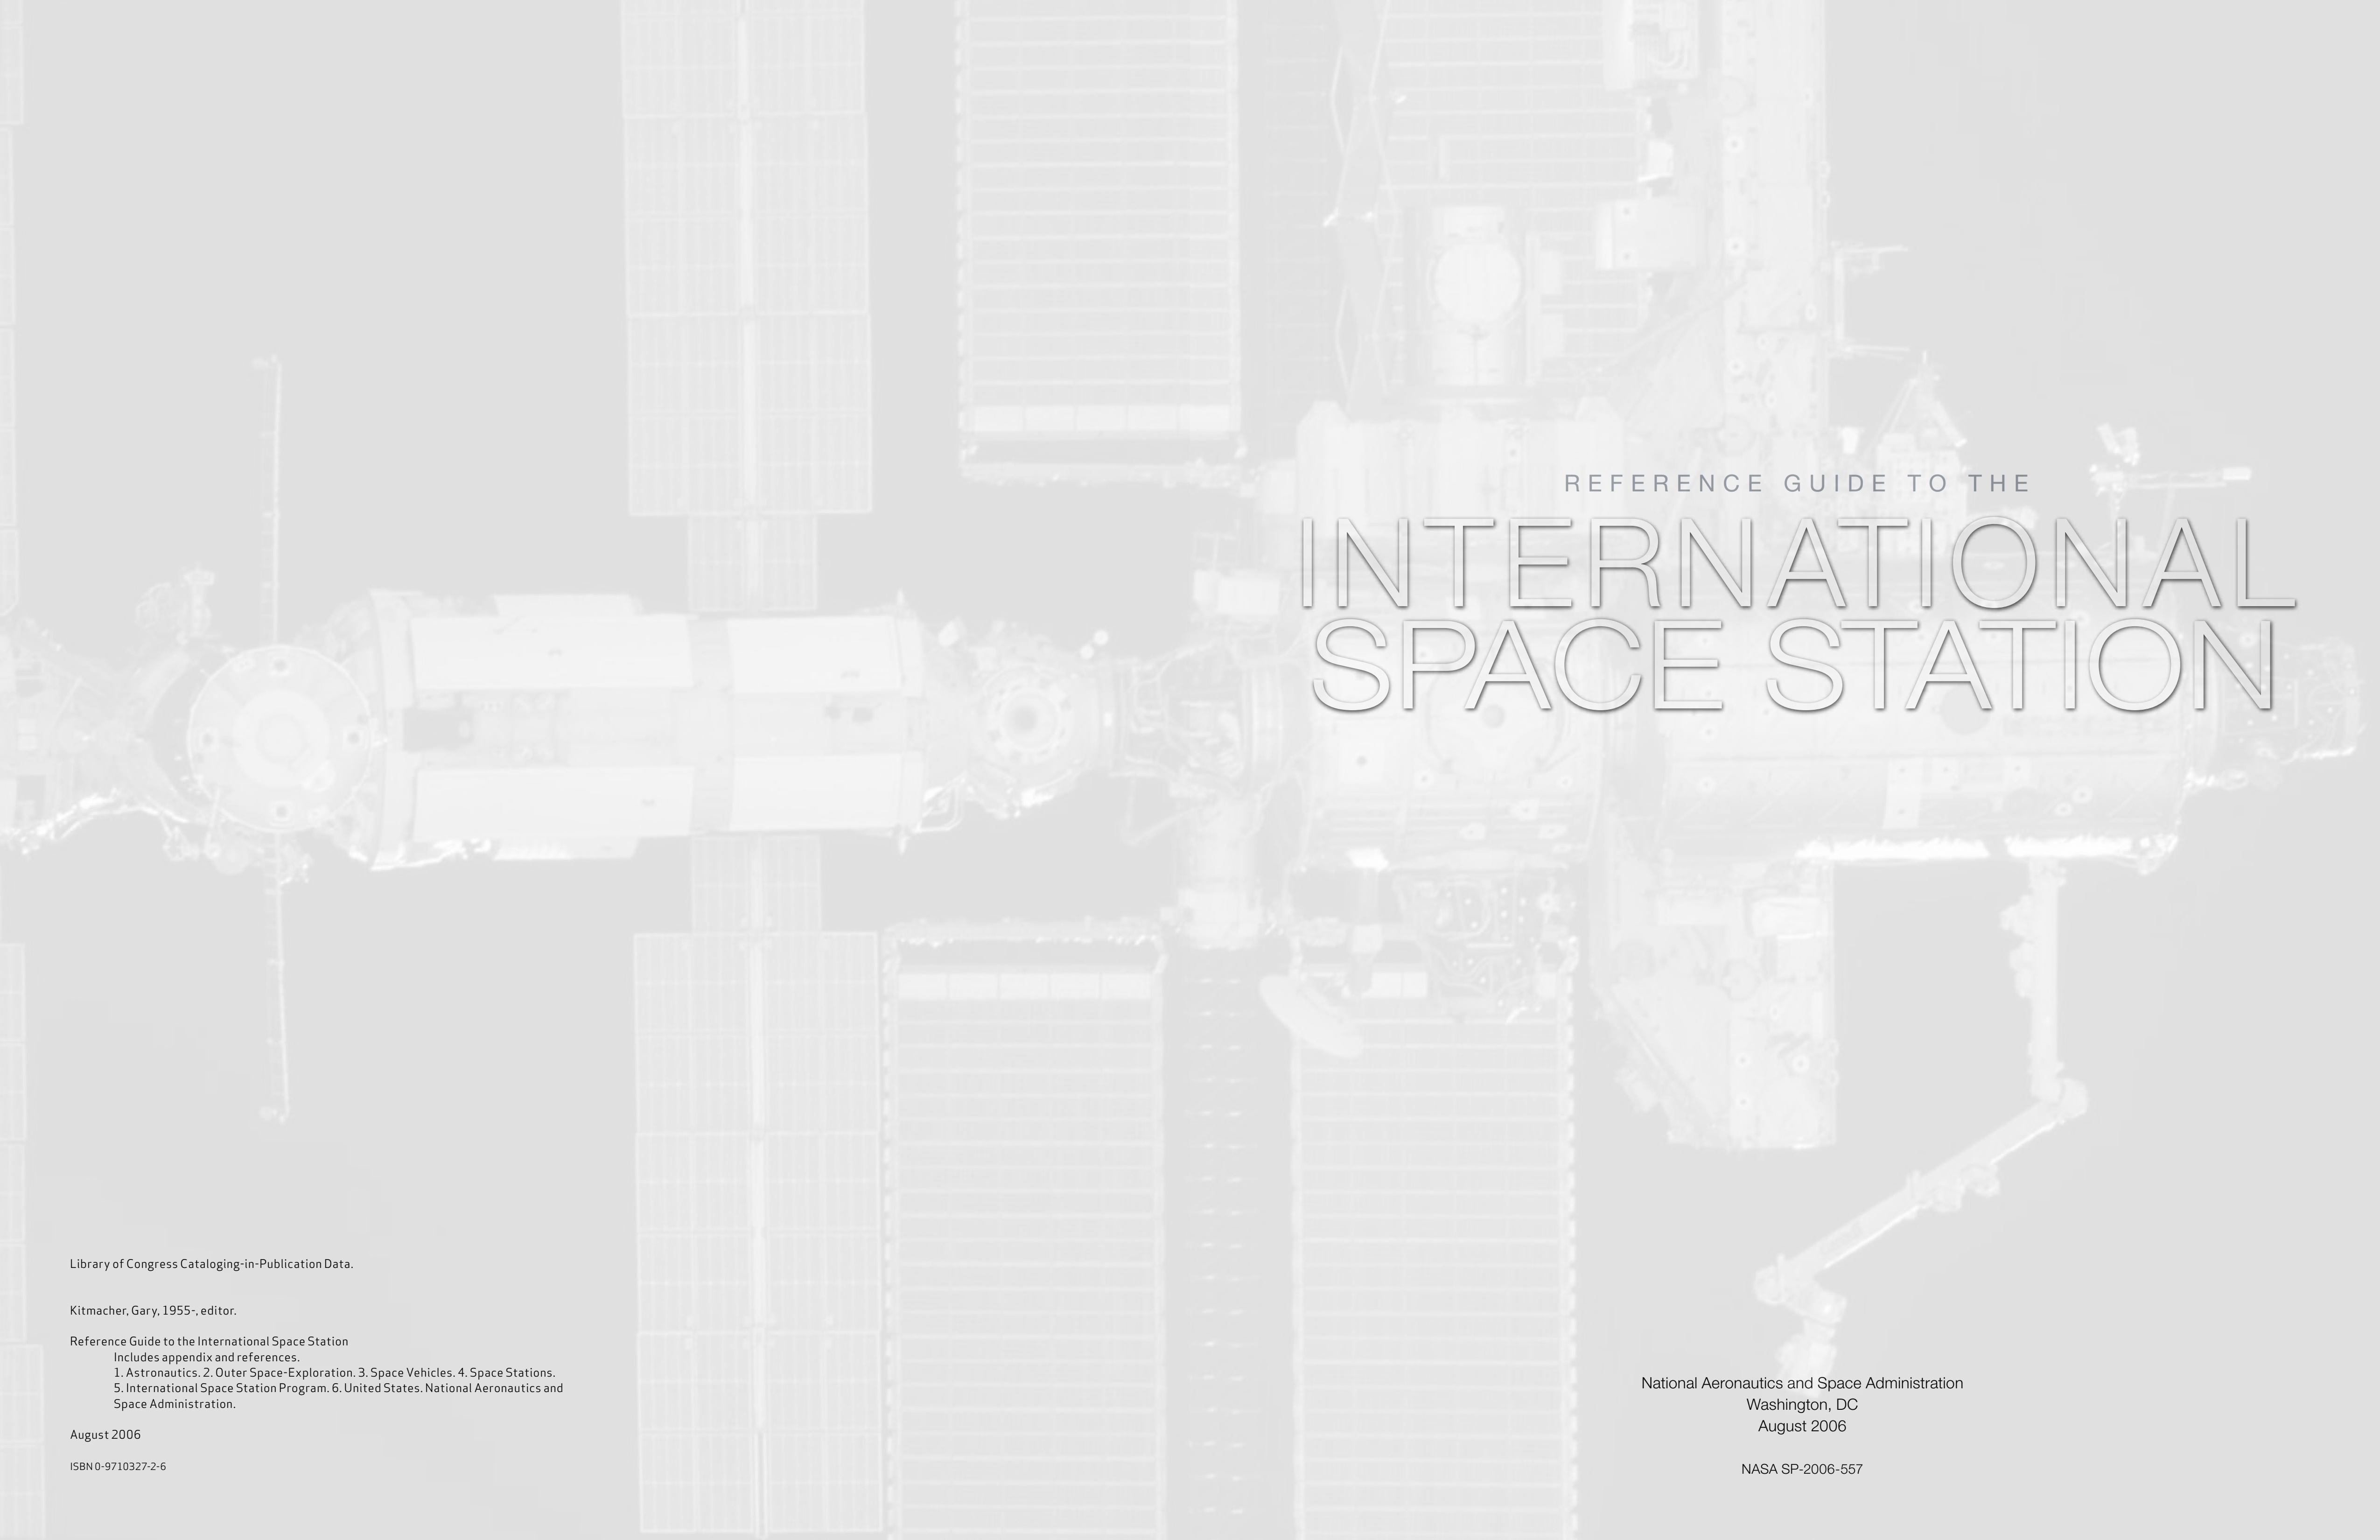 REFERENCE GUIDE TO THE
INTERNATIONAL
SPACE STATION
Library of Congress Cataloging-in-Publication Data.
Kitmacher, Gary, 1955-, editor.
Reference Guide to the International Space Station
Includes appendix and references.
1. Astronautics. 2. Outer Space-Exploration. 3. Space Vehicles. 4. Space Stations.
5. International Space Station Program. 6. United States. National Aeronautics and
Space Administration.
August 2006
ISBN 0-9710327-2-6
National Aeronautics and Space Administration
Washington, DC
August 2006
NASA SP-2006-557